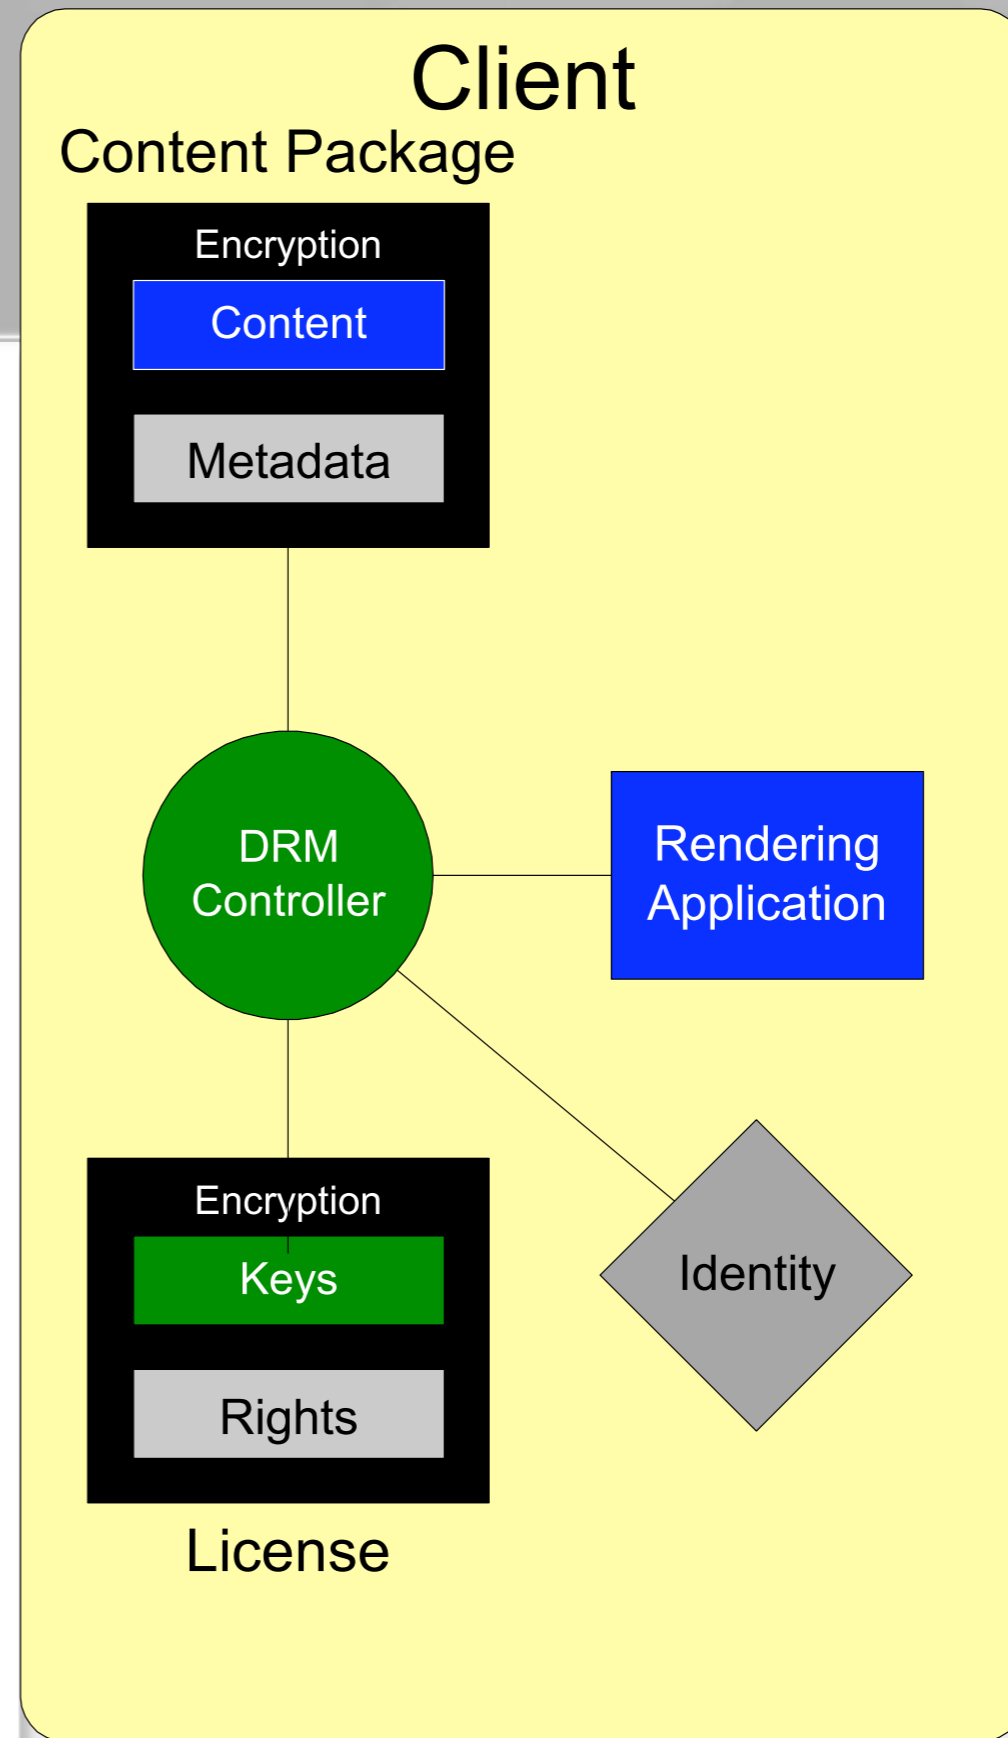 Client
Content Package
Encryption
Content
Metadata
DRM
Controller
Rendering
Application
Encryption
Keys
Identity
Rights
License